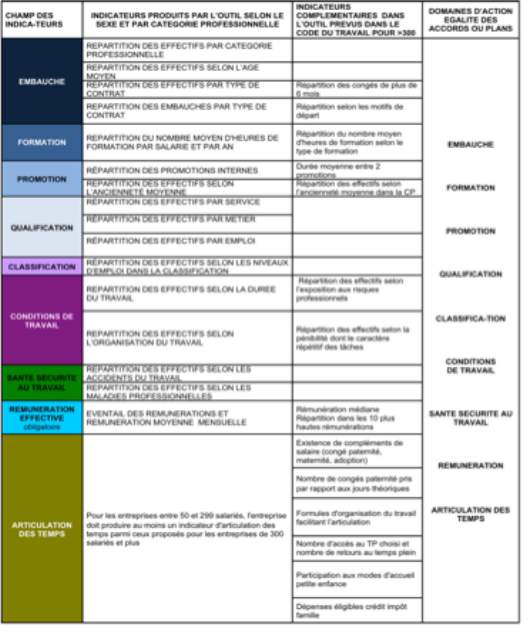 CHAMP DES
INDICA-TEURS
INDICATEURS PRODUITS PAR L'OUTIL SELON LE
SEXE ET PAR CATEGORIE PROFESSIONNELLE
INDICATEURS
COMPLEMENTAIRES DANS
L'OUTIL PREVUS DANS LE
CODE DU TRAVAIL POUR >300
DOMAINES D'ACTION
EGALITE DES
ACCORDS OU PLANS
EMBAUCHE
REPARTITION DES EFFECTIFS PAR CATEGORIE
PROFESSIONNELLE
REPARTITION DES EFFECTIFS SELON L'AGE
MOYEN
REPARTITION DES EFFECTIFS PAR TYPE DE
CONTRAT
Répartition des congés de plus de
6 mois
REPARTITION DES EMBAUCHES PAR TYPE DE
CONTRAT
Répartition selon les motifs de
départ
FORMATION
REPARTITION DU NOMBRE MOYEN D'HEURES DE
FORMATION PAR SALARIE ET PAR AN
Répartition du nombre moyen
d'heures de formation selon le
type de formation
PROMOTION
RÉPARTITION DES PROMOTIONS INTERNES
Durée moyenne entre 2
promotions
REPARTITION DES EFFECTIFS SELON
L'ANCIENNETÉ MOYENNE
Répartition des effectifs selon
l'ancienneté moyenne dans la CP
QUALIFICATION
RÉPARTITION DES EFFECTIFS PAR SERVICE
RÉPARTITION DES EFFECTIFS PAR METIER
RÉPARTITION DES EFFECTIFS PAR EMPLOI
CLASSIFICATION
RÉPARTITION DES EFFECTIFS SELON LES NIVEAUX
D'EMPLOI DANS LA CLASSIFICATION
CONDITIONS DE
TRAVAIL
REPARTITION DES EFFECTIFS SELON LA DUREE
DU TRAVAIL
Répartition des effectifs selon
l'exposition aux risques
professionnels
REPARTITION DES EFFECTIFS SELON
L'ORGANISATION DU TRAVAIL
Répartition des effectifs selon la
pénibilité dont le caractère
répétitif des tâches
SANTE SECURITE
AU TRAVAIL
REPARTITION DES EFFECTIFS SELON LES
ACCIDENTS DU TRAVAIL
REPARTITION DES EFFECTIFS SELON LES
MALADIES PROFESSIONNELLES
REMUNERATION
EFFECTIVE
obligatoire
EVENTAIL DES REMUNERATIONS ET
REMUNERATION MOYENNE MENSUELLE
Rémunération médiane
Répartition dans les 10 plus
hautes rémunérations
ARTICULATION
DES TEMPS
Pour les entreprises entre 50 et 299 salariés, l'entreprise
doit produire au moins un indicateur d'articulation des
temps parmi ceux proposés pour les entreprises de 300
salariés et plus
Existence de compléments de
salaire (congé paternité,
maternité, adoption)
Nombre de congés paternité pris
par rapport aux jours théoriques
Formules d'organisation du travail
facilitant l'articulation
Nombre d'accès au TP choisi et
nombre de retours au temps plein
Participation aux modes d'accueil
petite enfance
Dépenses éligibles crédit impôt
famille
EMBAUCHE
FORMATION
PROMOTION
QUALIFICATION
CLASSIFICA-TION
CONDITIONS
DE TRAVAIL
SANTE SECURITE AU
TRAVAIL
REMUNERATION
ARTICULATION DES
TEMPS